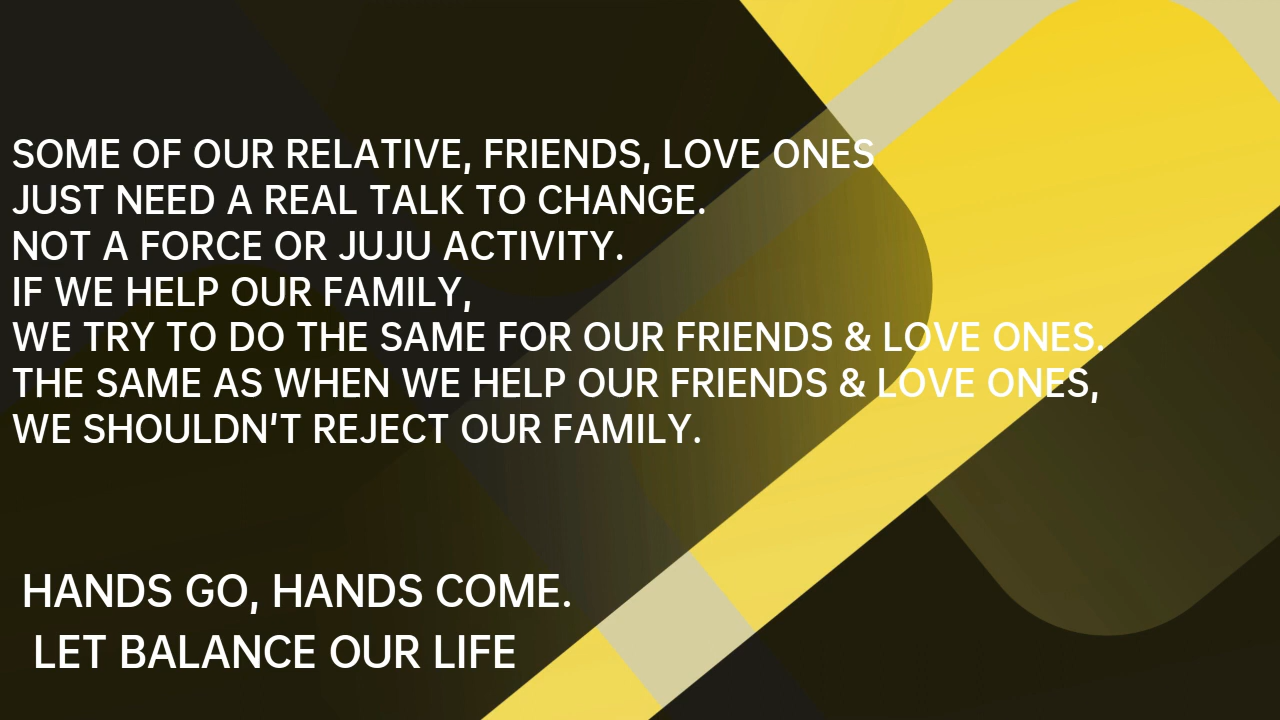 SOME OF OUR RELATIVE, FRIENDS, LOVE ONES
JUST NEED A REAL TALK TO CHANGE.
NOT A FORCE OR JUJU ACTIVITY.
IF WE HELP OUR FAMILY,
WE TRY TO DO THE SAME FOR OUR FRIENDS & LOVE ONES.
THE SAME AS WHEN WE HELP OUR FRIENDS & LOVE ONES,
WE SHOULDN'T REJECT OUR FAMILY.
HANDS GO, HANDS COME.
LET BALANCE OUR LIFE